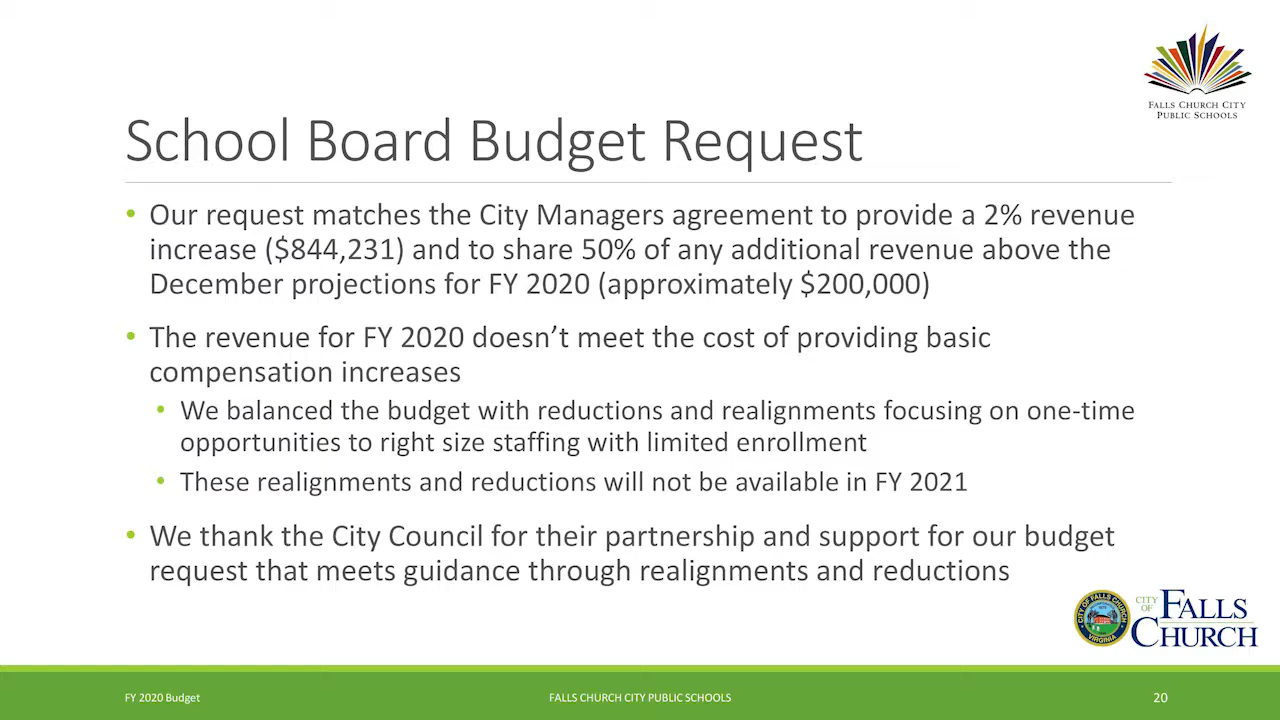 FALLS CHURCH CITY
PUBLIC SCHOOLS
School Board Budget Request
• Our request matches the City Managers agreement to provide a 2% revenue
increase ($844,231) and to share 50% of any additional revenue above the
December projections for FY 2020 (approximately $200,000)
• The revenue for FY 2020 doesn’t meet the cost of providing basic
compensation increases
• We balanced the budget with reductions and realignments focusing on one-time
opportunities to right size staffing with limited enrollment
• These realignments and reductions will not be available in FY 2021
• We thank the City Council for their partnership and support for our budget
request that meets guidance through realignments and reductions
CITY OF FALLS CHURCH
VIRGINIA
CITY
OF
FALLS
CHURCH
FY 2020 Budget
FALLS CHURCH CITY PUBLIC SCHOOLS
20